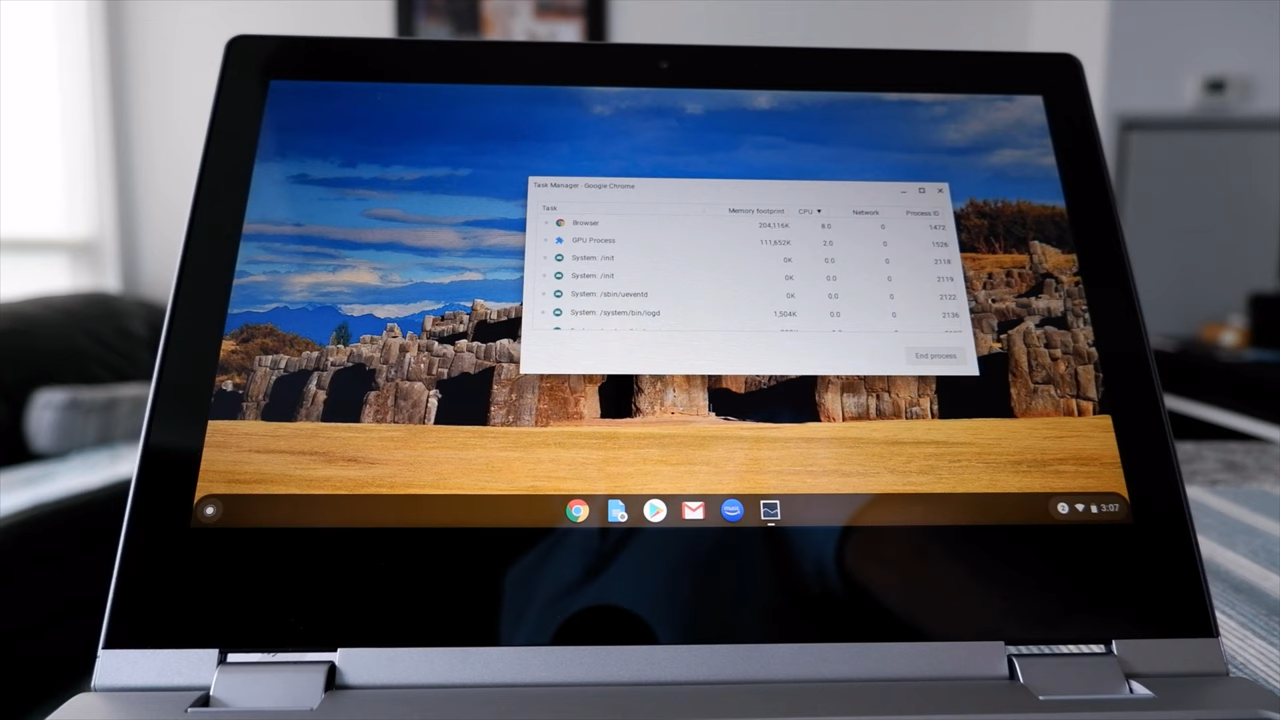 Task Manager - Google Chrome
Task Memory footprint CPU ▼ Network Process ID
Browser 204,116K 8.0 0 1472
GPU Process 111,652K 2.0 0 1526
System: /init 0K 0.0 0 2118
System: /init 0K 0.0 0 2119
System: /sbin/ueventd 0K 0.0 0 2122
System: /system/bin/logd 1,504K 0.0 0 2136
End process
music
2 3:07